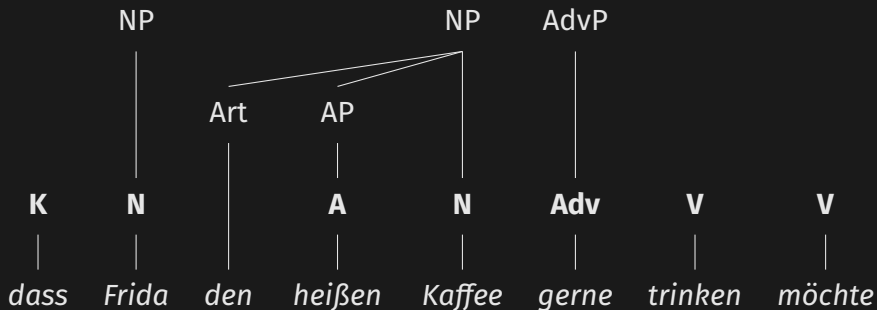 NP NP AdvP
Art AP
K N A N Adv V V
dass Frida den heißen Kaffee gerne trinken möchte